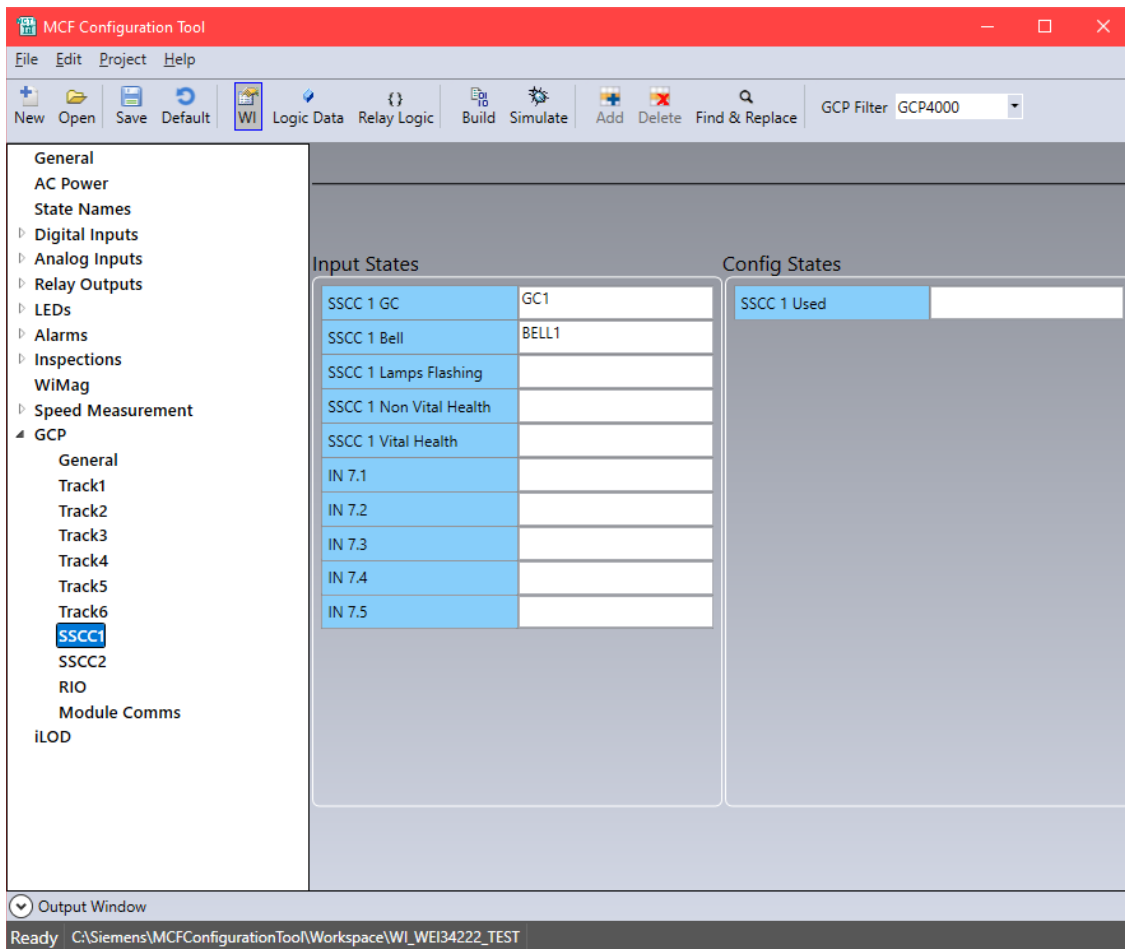 MCF Configuration Tool
File Edit Project Help
New Open Save Default WI Logic Data Relay Logic Build Simulate Add Delete Find & Replace GCP Filter GCP4000
General
AC Power
State Names
Digital Inputs
Analog Inputs
Relay Outputs
LEDs
Alarms
Inspections
WiMag
Speed Measurement
GCP
General
Track1
Track2
Track3
Track4
Track5
Track6
SSCC1
SSCC2
RIO
Module Comms
iLOD
Input States
SSCC 1 GC GC1
SSCC 1 Bell BELL1
SSCC 1 Lamps Flashing
SSCC 1 Non Vital Health
SSCC 1 Vital Health
IN 7.1
IN 7.2
IN 7.3
IN 7.4
IN 7.5
Config States
SSCC 1 Used
Output Window
Ready C:\Siemens\MCFConfigurationTool\Workspace\WI_WEI34222_TEST